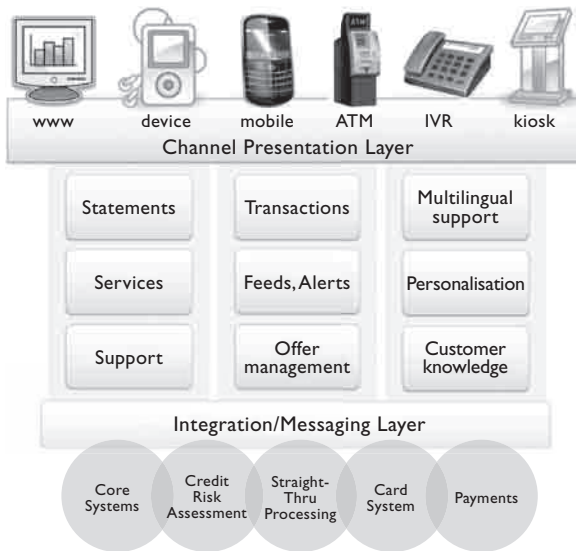 www device mobile ATM IVR kiosk
Channel Presentation Layer
Statements
Transactions
Multilingual
support
Services
Feeds, Alerts
Personalisation
Support
Offer
management
Customer
knowledge
Integration/Messaging Layer
Core
Systems
Credit
Risk
Assessment
Straight-
Thru
Processing
Card
System
Payments